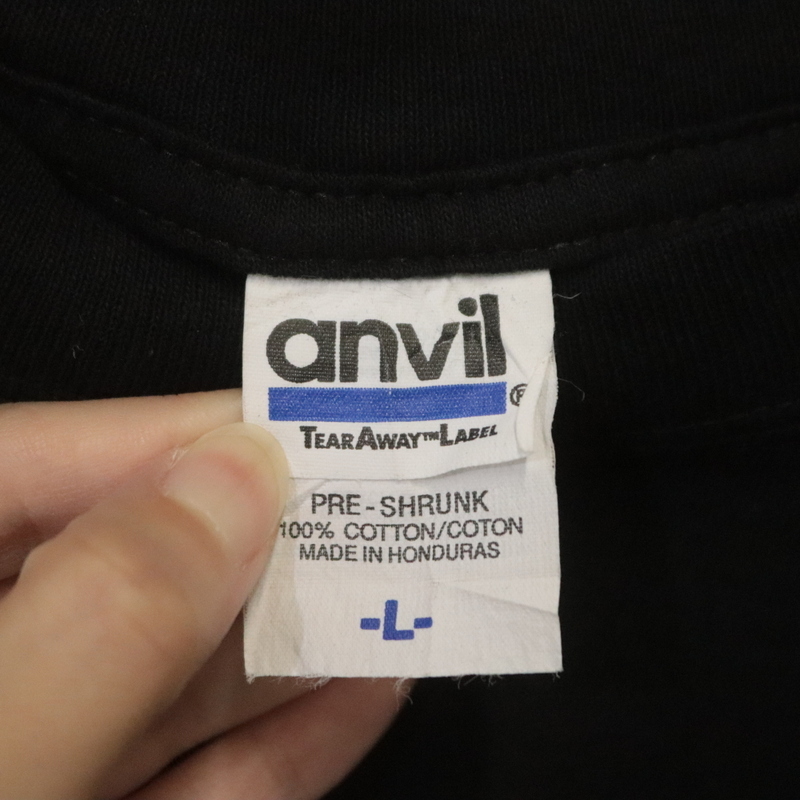 anvil®
TEARAWAY™LABEL
PRE-SHRUNK
100% COTTON/COTON
MADE IN HONDURAS
-L-